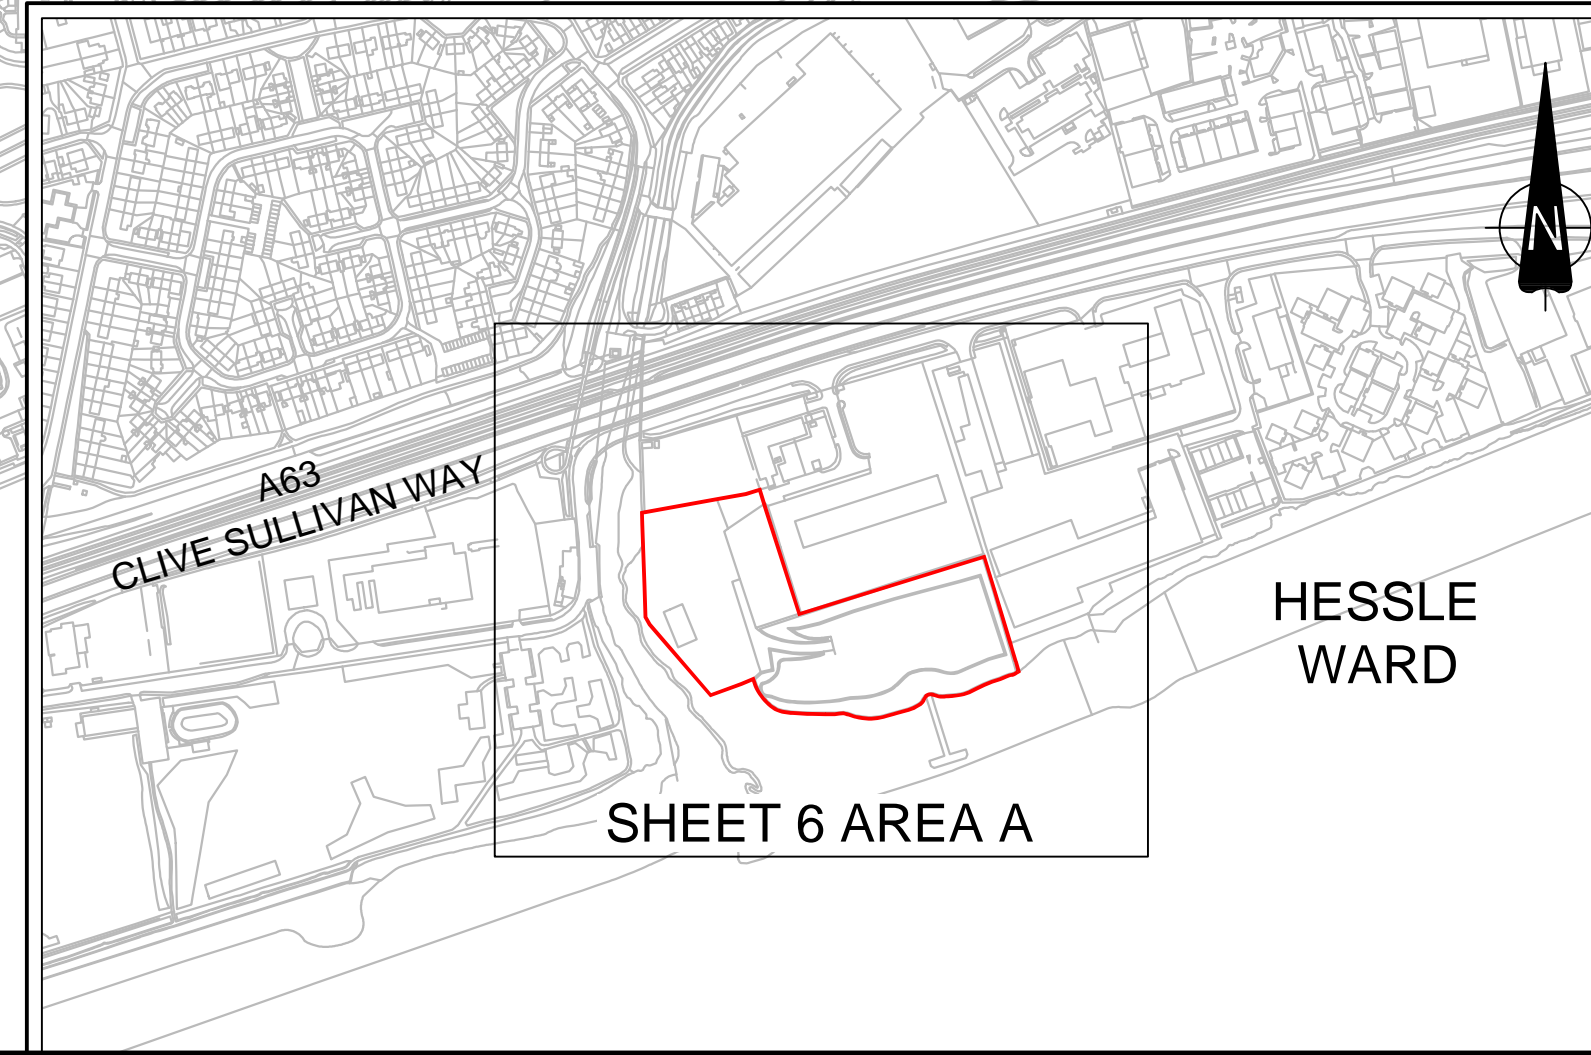 N
A63
CLIVE SULLIVAN WAY
HESSLE
WARD
SHEET 6 AREA A